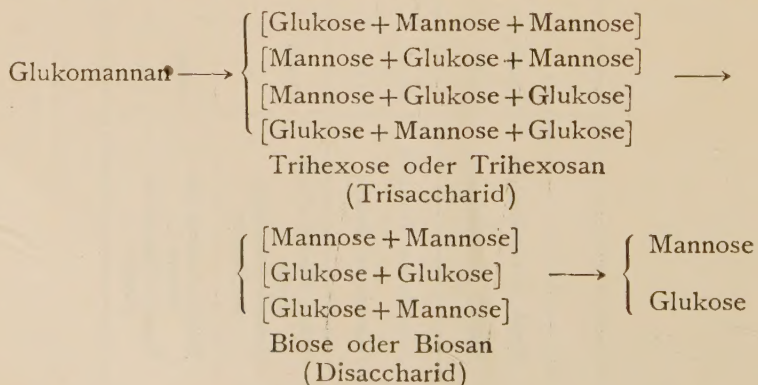 [Glukose + Mannose + Mannose]
[Mannose + Glukose + Mannose]
Glukomannan ⟶ ⟶
[Mannose + Glukose + Glukose]
[Glukose + Mannose + Glukose]
Trihexose oder Trihexosan
(Trisaccharid)
[Mannose + Mannose] Mannose
[Glukose + Glukose] ⟶
[Glukose + Mannose] Glukose
Biose oder Biosan
(Disaccharid)